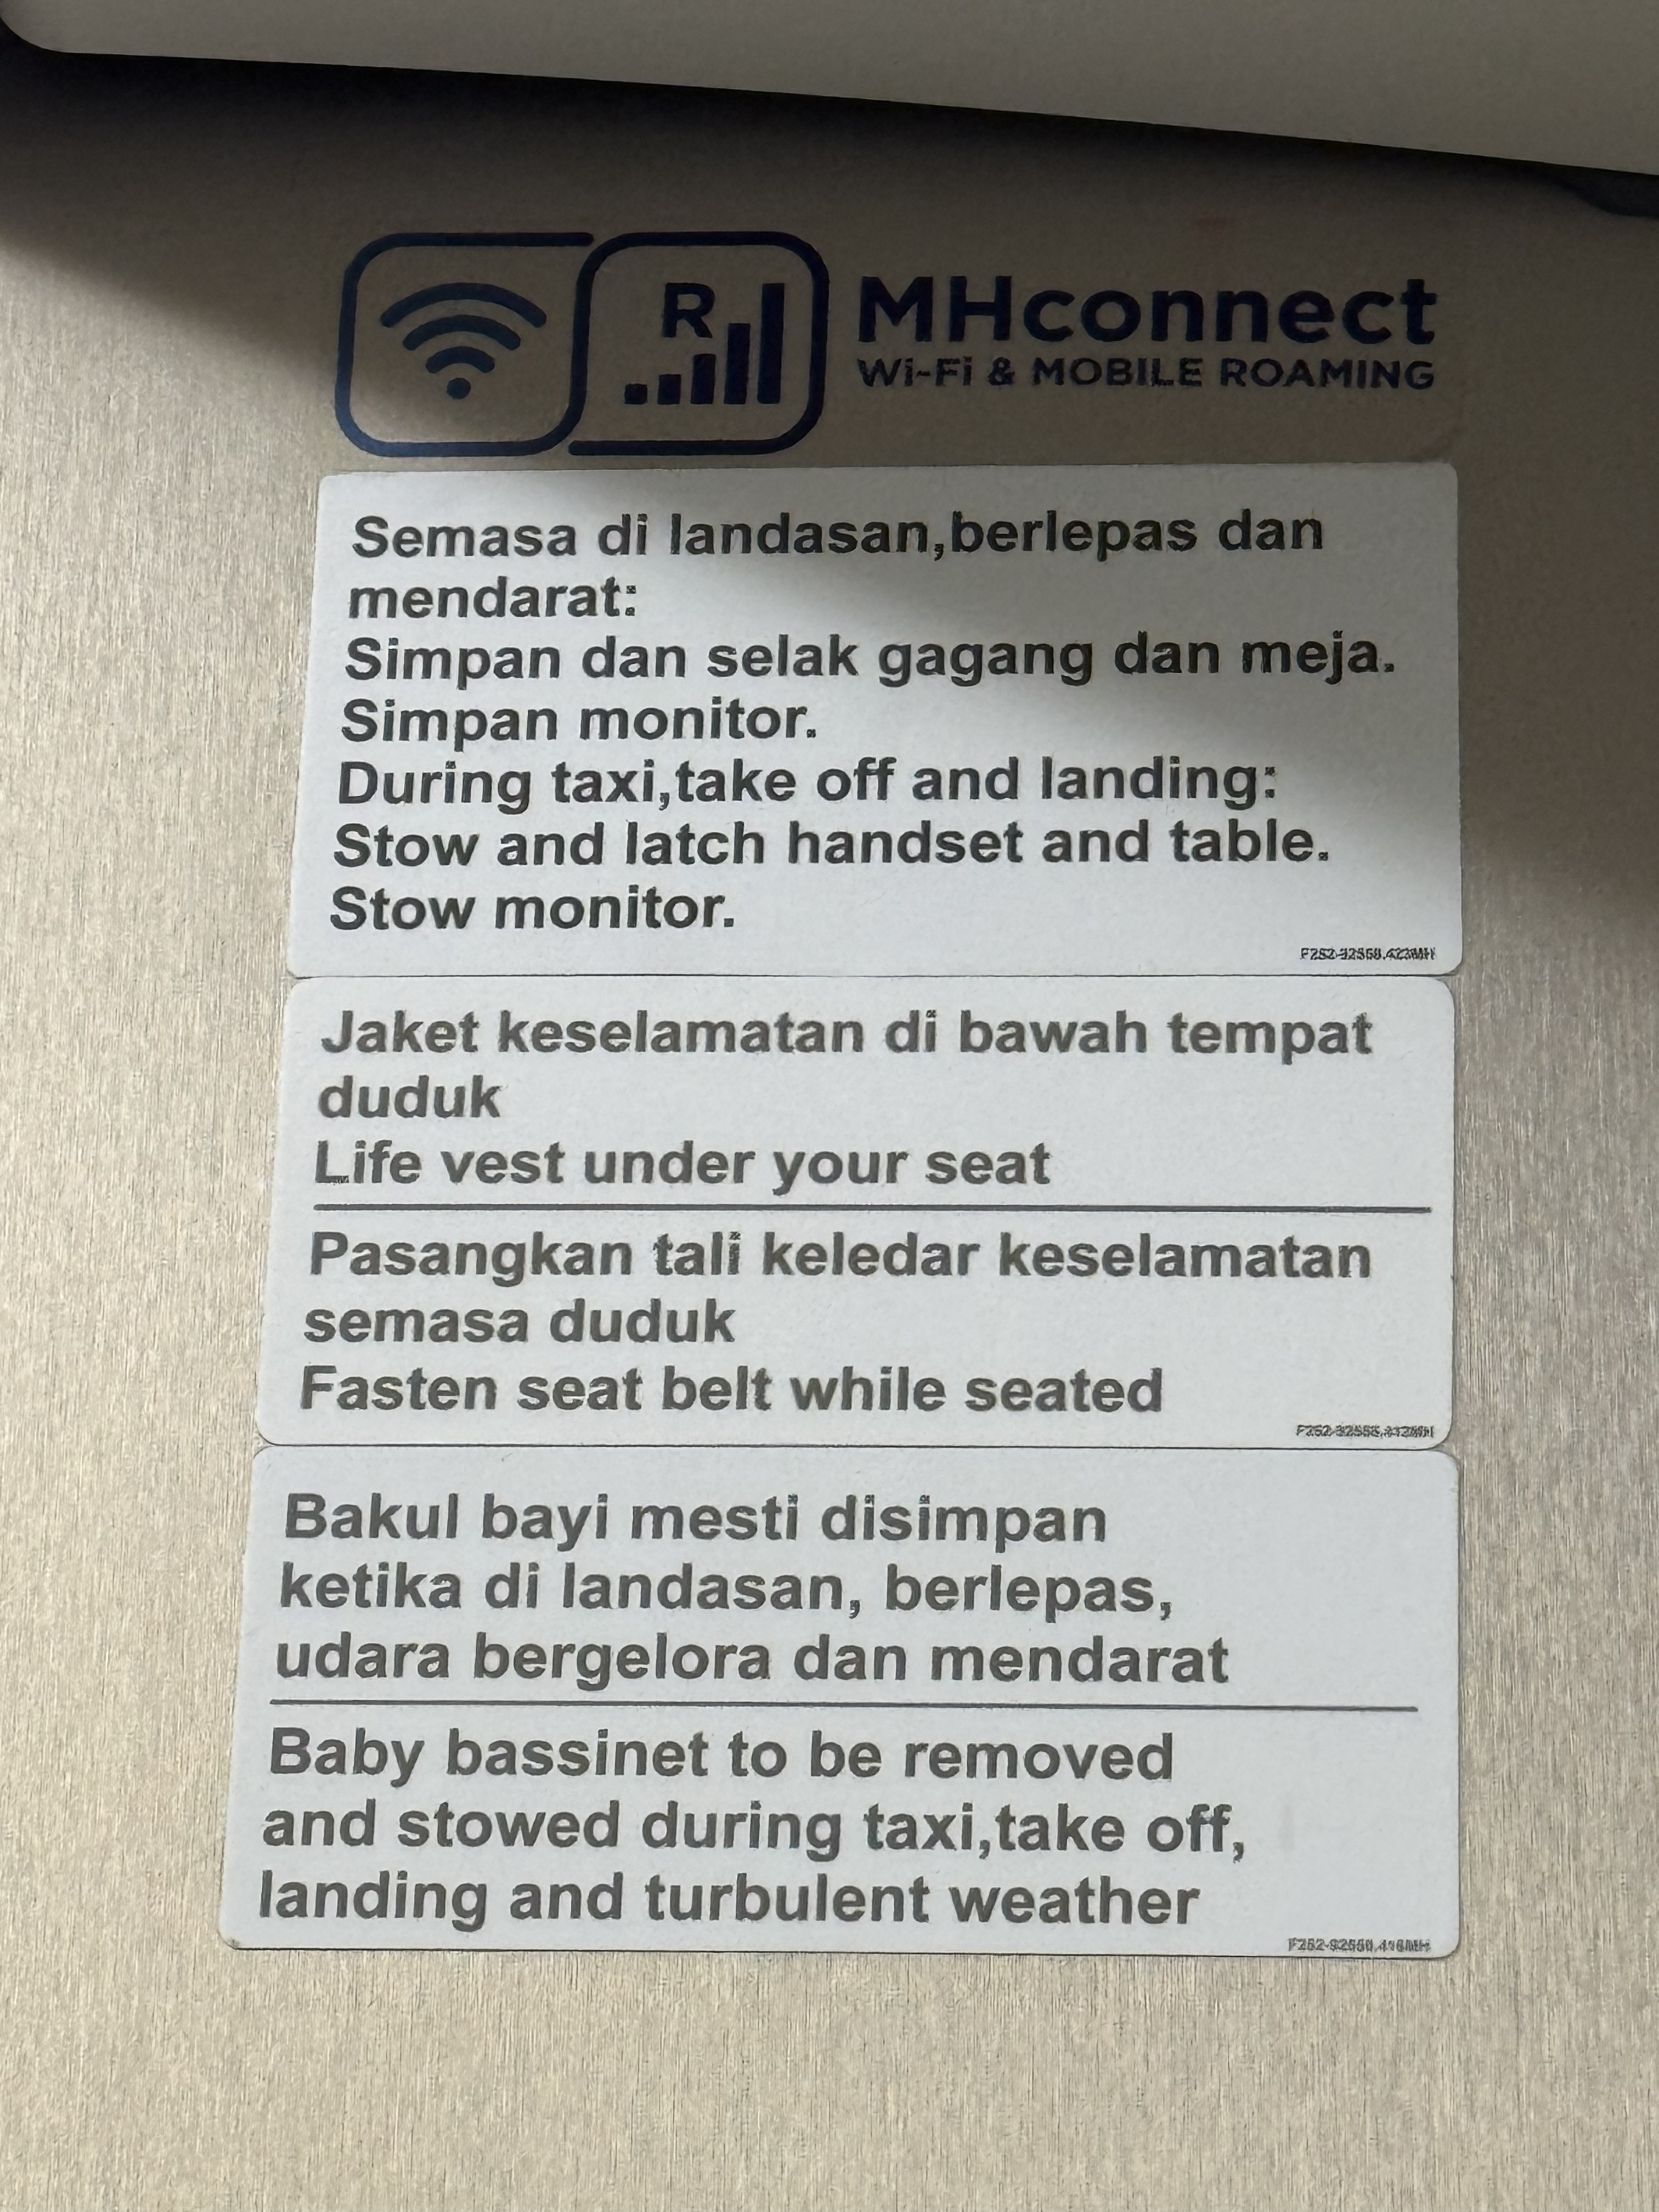 R
MHconnect
Wi-Fi & MOBILE ROAMING
Semasa di landasan,berlepas dan
mendarat:
Simpan dan selak gagang dan meja.
Simpan monitor.
During taxi,take off and landing:
Stow and latch handset and table.
Stow monitor.
Jaket keselamatan di bawah tempat
duduk
Life vest under your seat
Pasangkan tali keledar keselamatan
semasa duduk
Fasten seat belt while seated
Bakul bayi mesti disimpan
ketika di landasan, berlepas,
udara bergelora dan mendarat
Baby bassinet to be removed
and stowed during taxi,take off,
landing and turbulent weather